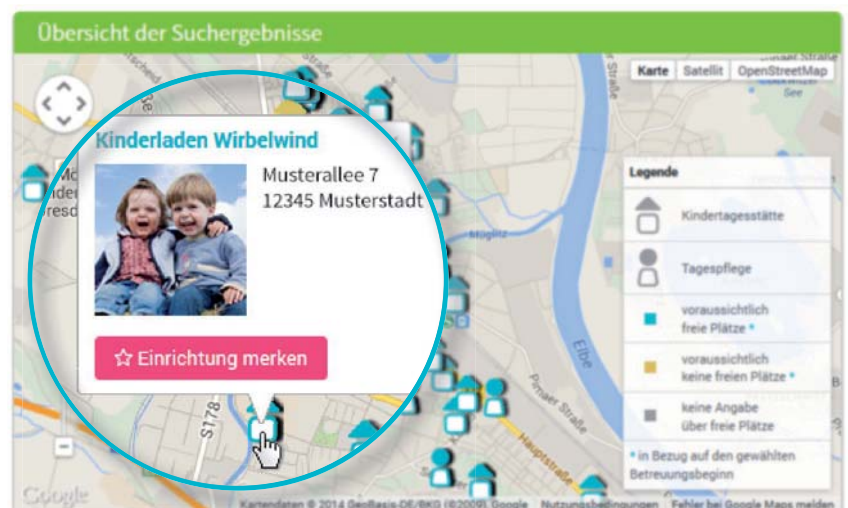 Übersicht der Suchergebnisse
Karte Satellit OpenStreetMap
See
Kinderladen Wirbelwind
Musterallee 7
12345 Musterstadt
Einrichtung merken
Legende
Kindertagesstätte
Tagespflege
voraussichtlich
freie Plätze *
voraussichtlich
keine freien Plätze *
keine Angabe
über freie Plätze
* in Bezug auf den gewählten
Betreuungsbeginn
Müglitz
Elbe
Pirnaer Straße
Hauptstraße
S178
Google
Kartendaten © 2014 GeoBasis-DE/BKG (©2009), Google Nutzungsbedingungen Fehler bei Google Maps melden